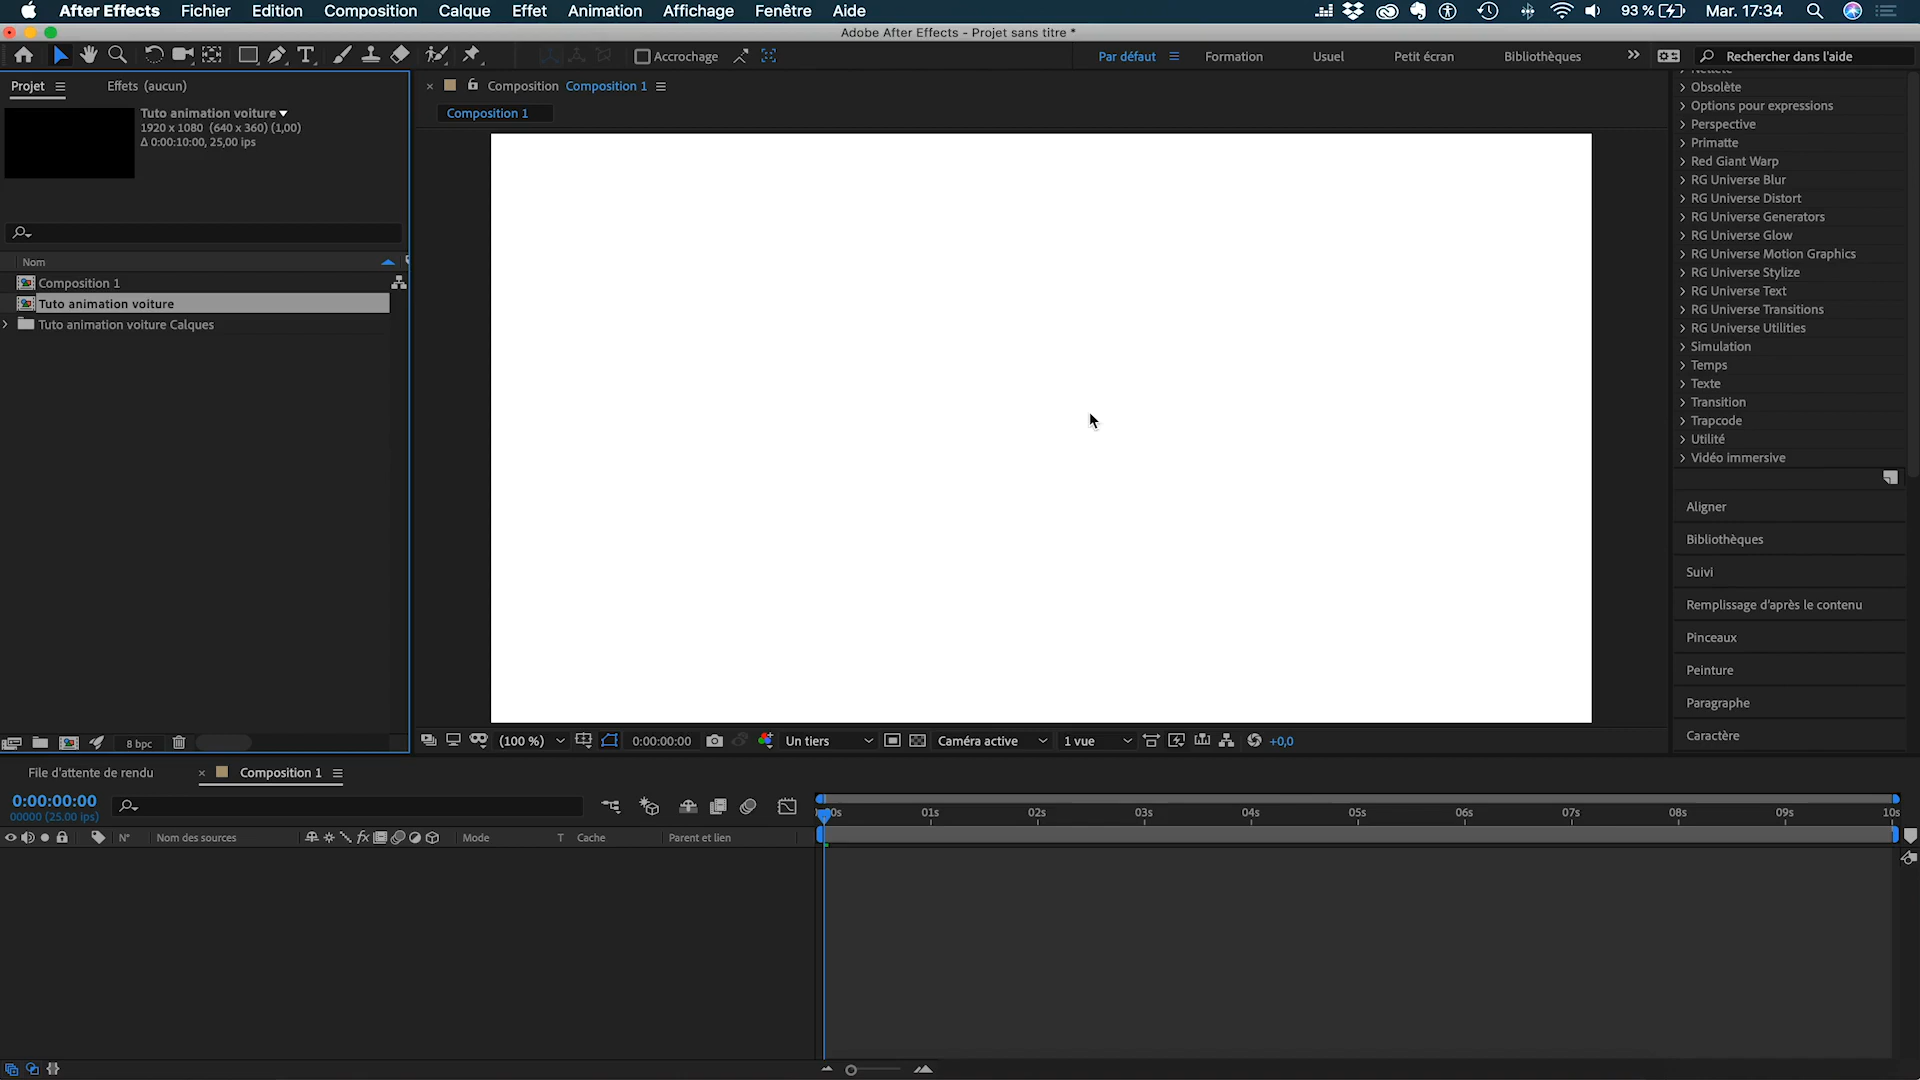 After Effects Fichier Edition Composition Calque Effet Animation Affichage Fenêtre Aide 93 % Mar. 17:34
Adobe After Effects - Projet sans titre *
Accrochage Par défaut Formation Usuel Petit écran Bibliothèques Rechercher dans l'aide
Projet Effets (aucun)
Composition Composition 1
Composition 1
Tuto animation voiture
1920 x 1080 (640 x 360) (1,00)
Δ 0:00:10:00, 25,00 ips
Nom
Composition 1
Tuto animation voiture
Tuto animation voiture Calques
8 bpc
(100 %) 0:00:00:00 Un tiers Caméra active 1 vue +0,0
Obsolète
Options pour expressions
Perspective
Primatte
Red Giant Warp
RG Universe Blur
RG Universe Distort
RG Universe Generators
RG Universe Glow
RG Universe Motion Graphics
RG Universe Stylize
RG Universe Text
RG Universe Transitions
RG Universe Utilities
Simulation
Temps
Texte
Transition
Trapcode
Utilité
Vidéo immersive
Aligner
Bibliothèques
Suivi
Remplissage d'après le contenu
Pinceaux
Peinture
Paragraphe
Caractère
File d'attente de rendu Composition 1
0:00:00:00
00000 (25.00 ips)
01s 02s 03s 04s 05s 06s 07s 08s 09s 10s
N° Nom des sources fx Mode T Cache Parent et lien